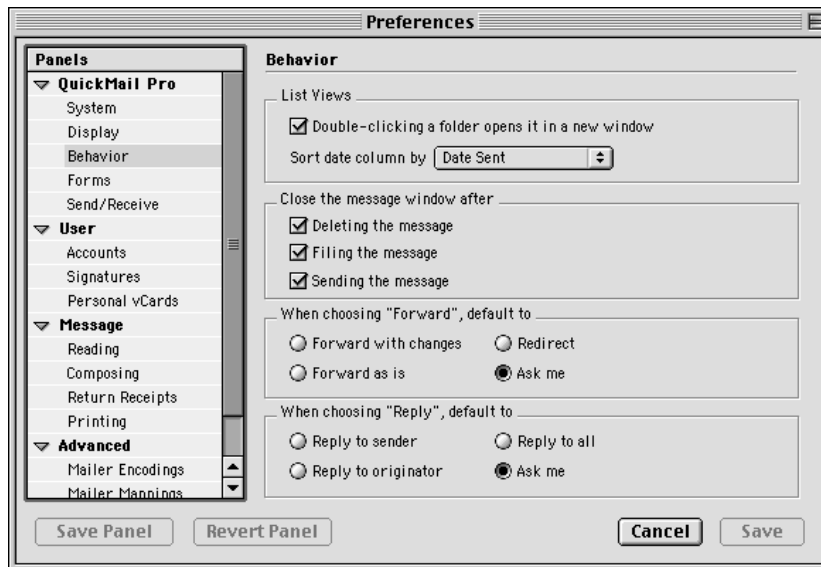 Preferences
Panels
QuickMail Pro
System
Display
Behavior
Forms
Send/Receive
User
Accounts
Signatures
Personal vCards
Message
Reading
Composing
Return Receipts
Printing
Advanced
Mailer Encodings
Mailer Mappings
Behavior
List Views
Double-clicking a folder opens it in a new window
Sort date column by Date Sent
Close the message window after
Deleting the message
Filing the message
Sending the message
When choosing "Forward", default to
Forward with changes Redirect
Forward as is Ask me
When choosing "Reply", default to
Reply to sender Reply to all
Reply to originator Ask me
Save Panel Revert Panel Cancel Save